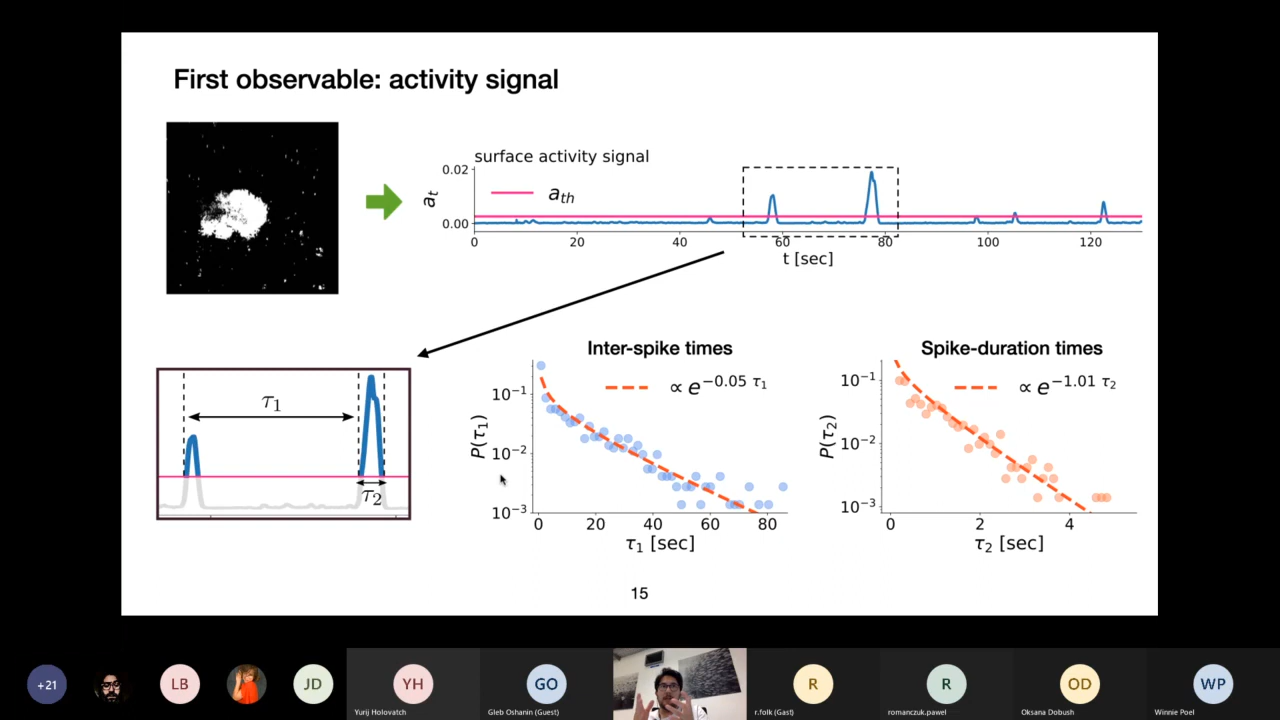 First observable: activity signal
surface activity signal
0.02
0.00
a_t
a_{th}
0 20 40 60 80 100 120
t [sec]
τ_1
τ_2
Inter-spike times
∝ e^{-0.05 τ_1}
P(τ_1)
10^{-1}
10^{-2}
10^{-3}
0 20 40 60 80
τ_1 [sec]
Spike-duration times
∝ e^{-1.01 τ_2}
P(τ_2)
10^{-1}
10^{-2}
10^{-3}
0 2 4
τ_2 [sec]
15
+21
LB
JD
YH
GO
R
R
OD
WP
Yurij Holovatch
Gleb Oshanin (Guest)
r.folk (Gast)
romanczuk.pawel
Oksana Dobush
Winnie Poel